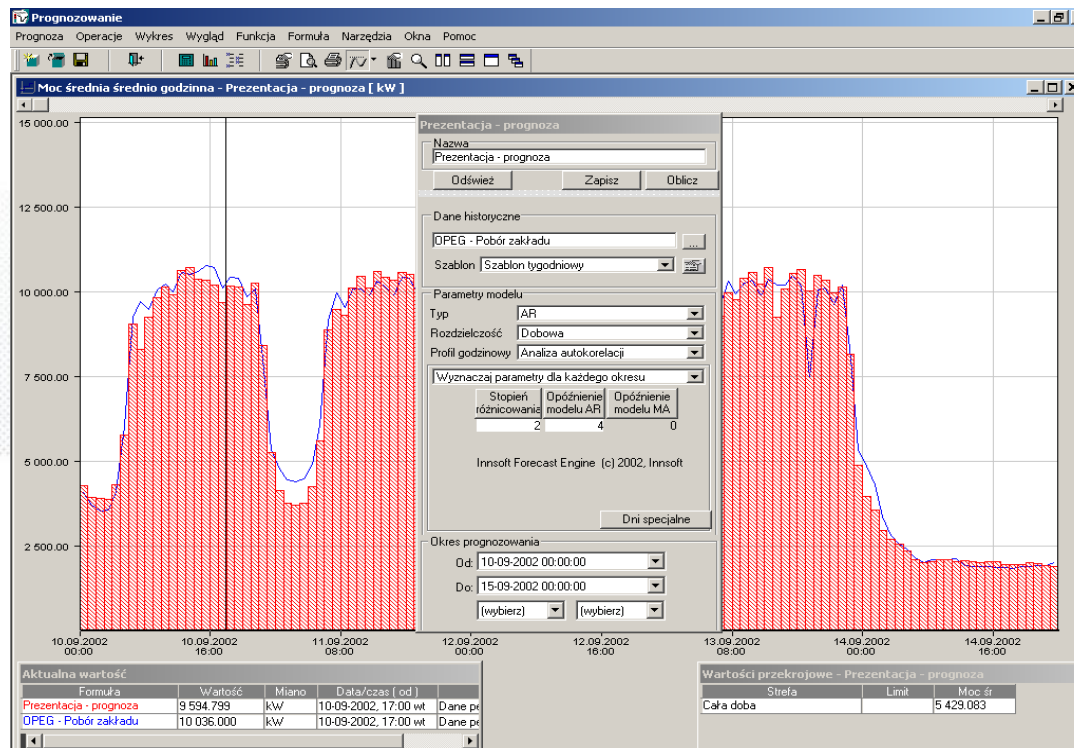 Prognozowanie
Prognoza Operacje Wykres Wygląd Funkcja Formuła Narzędzia Okna Pomoc
Moc średnia średnio godzinna - Prezentacja - prognoza [ kW ]
15 000.00
12 500.00
10 000.00
7 500.00
5 000.00
2 500.00
10.09.2002 00:00
10.09.2002 16:00
11.09.2002 08:00
12.09.2002 00:00
12.09.2002 16:00
13.09.2002 08:00
14.09.2002 00:00
14.09.2002 16:00
Prezentacja - prognoza
Nazwa
Prezentacja - prognoza
Odśwież Zapisz Oblicz
Dane historyczne
OPEG - Pobór zakładu ...
Szablon Szablon tygodniowy
Parametry modelu
Typ AR
Rozdzielczość Dobowa
Profil godzinowy Analiza autokorelacji
Wyznaczaj parametry dla każdego okresu
Stopień różnicowania Opóźnienie modelu AR Opóźnienie modelu MA
2 4 0
Innsoft Forecast Engine (c) 2002, Innsoft
Dni specjalne
Okres prognozowania
Od: 10-09-2002 00:00:00
Do: 15-09-2002 00:00:00
(wybierz) (wybierz)
Aktualna wartość
Formuła Wartość Miano Data/czas ( od )
Prezentacja - prognoza 9 594.799 kW 10-09-2002, 17:00 wt Dane pe
OPEG - Pobór zakładu 10 036.000 kW 10-09-2002, 17:00 wt Dane pe
Wartości przekrojowe - Prezentacja - prognoza
Strefa Limit Moc śr
Cała doba 5 429.083